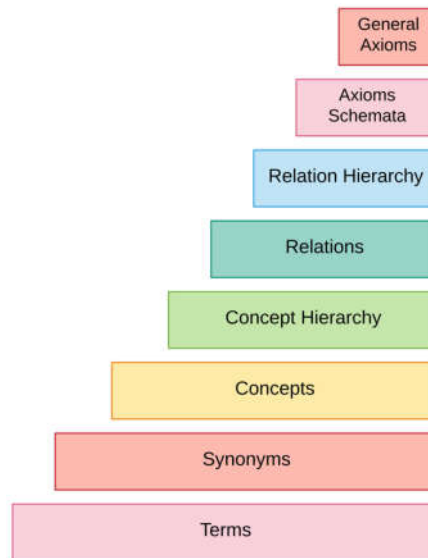 General
Axioms
Axioms
Schemata
Relation Hierarchy
Relations
Concept Hierarchy
Concepts
Synonyms
Terms